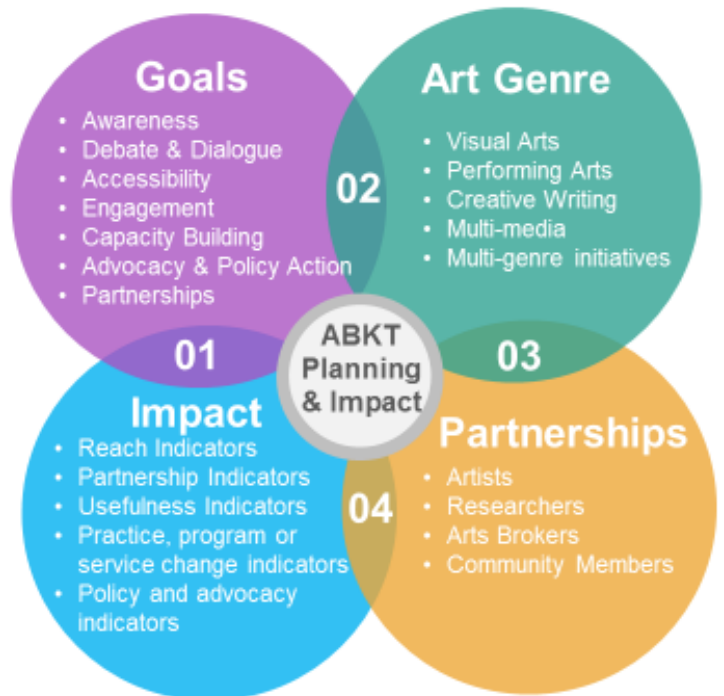 Goals
• Awareness
• Debate & Dialogue
• Accessibility
• Engagement
• Capacity Building
• Advocacy & Policy Action
• Partnerships
02
Art Genre
• Visual Arts
• Performing Arts
• Creative Writing
• Multi-media
• Multi-genre initiatives
01
ABKT
Planning
& Impact
03
Impact
• Reach Indicators
• Partnership Indicators
• Usefulness Indicators
• Practice, program or
service change indicators
• Policy and advocacy
indicators
04
Partnerships
• Artists
• Researchers
• Arts Brokers
• Community Members